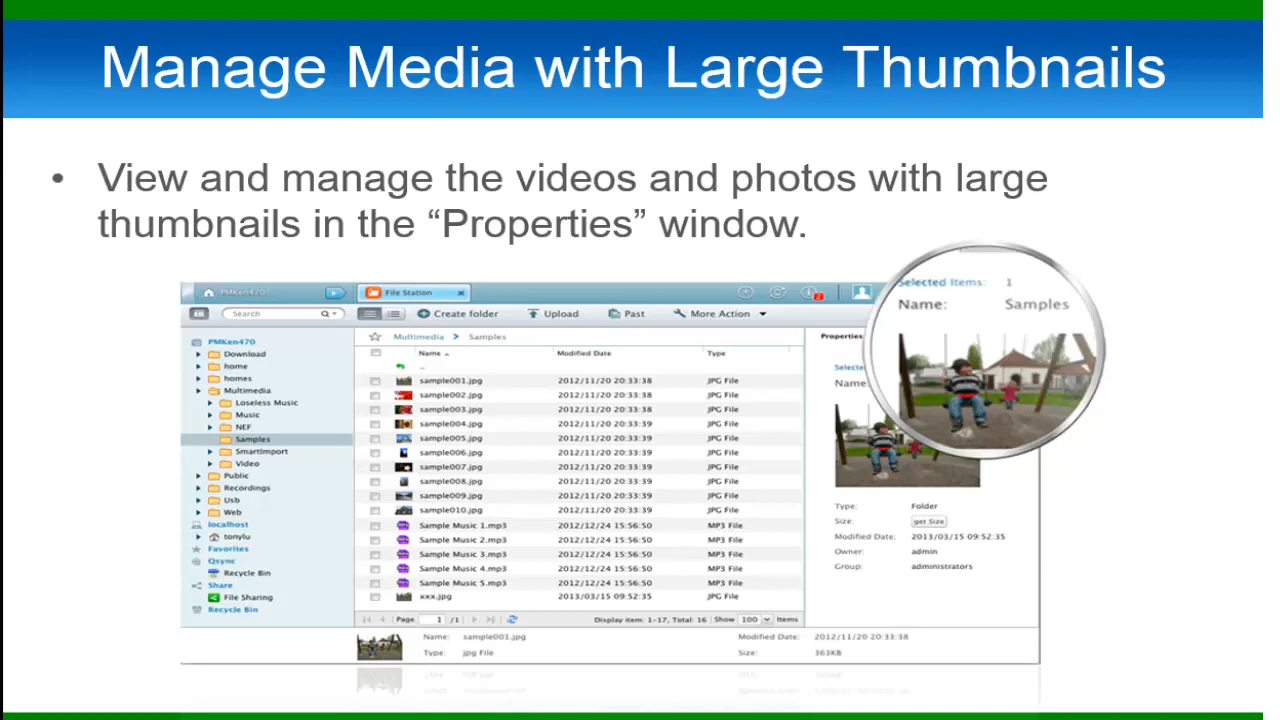 Manage Media with Large Thumbnails
• View and manage the videos and photos with large
thumbnails in the “Properties” window.
PMKen470
File Station
2
Search
Create folder
Upload
Past
More Action
PMKen470
Download
home
homes
Multimedia
Loseless Music
Music
NEF
Samples
SmartImport
Video
Public
Recordings
Usb
Web
localhost
tonylu
Favorites
Qsync
Recycle Bin
Share
File Sharing
Recycle Bin
Multimedia > Samples
Name Modified Date Type
..
sample001.jpg 2012/11/20 20:33:38 JPG File
sample002.jpg 2012/11/20 20:33:38 JPG File
sample003.jpg 2012/11/20 20:33:38 JPG File
sample004.jpg 2012/11/20 20:33:39 JPG File
sample005.jpg 2012/11/20 20:33:39 JPG File
sample006.jpg 2012/11/20 20:33:39 JPG File
sample007.jpg 2012/11/20 20:33:39 JPG File
sample008.jpg 2012/11/20 20:33:39 JPG File
sample009.jpg 2012/11/20 20:33:39 JPG File
sample010.jpg 2012/11/20 20:33:39 JPG File
Sample Music 1.mp3 2012/12/24 15:56:50 MP3 File
Sample Music 2.mp3 2012/12/24 15:56:50 MP3 File
Sample Music 3.mp3 2012/12/24 15:56:50 MP3 File
Sample Music 4.mp3 2012/12/24 15:56:50 MP3 File
Sample Music 5.mp3 2012/12/24 15:56:50 MP3 File
xxx.jpg 2013/03/15 09:52:35 JPG File
Page 1 /1 Display item: 1-17, Total: 16 Show 100 Items
Name: sample001.jpg Modified Date: 2012/11/20 20:33:38
Type: jpg File Size: 363KB
Properties
Selected Items: 1
Name: Samples
Type: Folder
Size: get Size
Modified Date: 2013/03/15 09:52:35
Owner: admin
Group: administrators